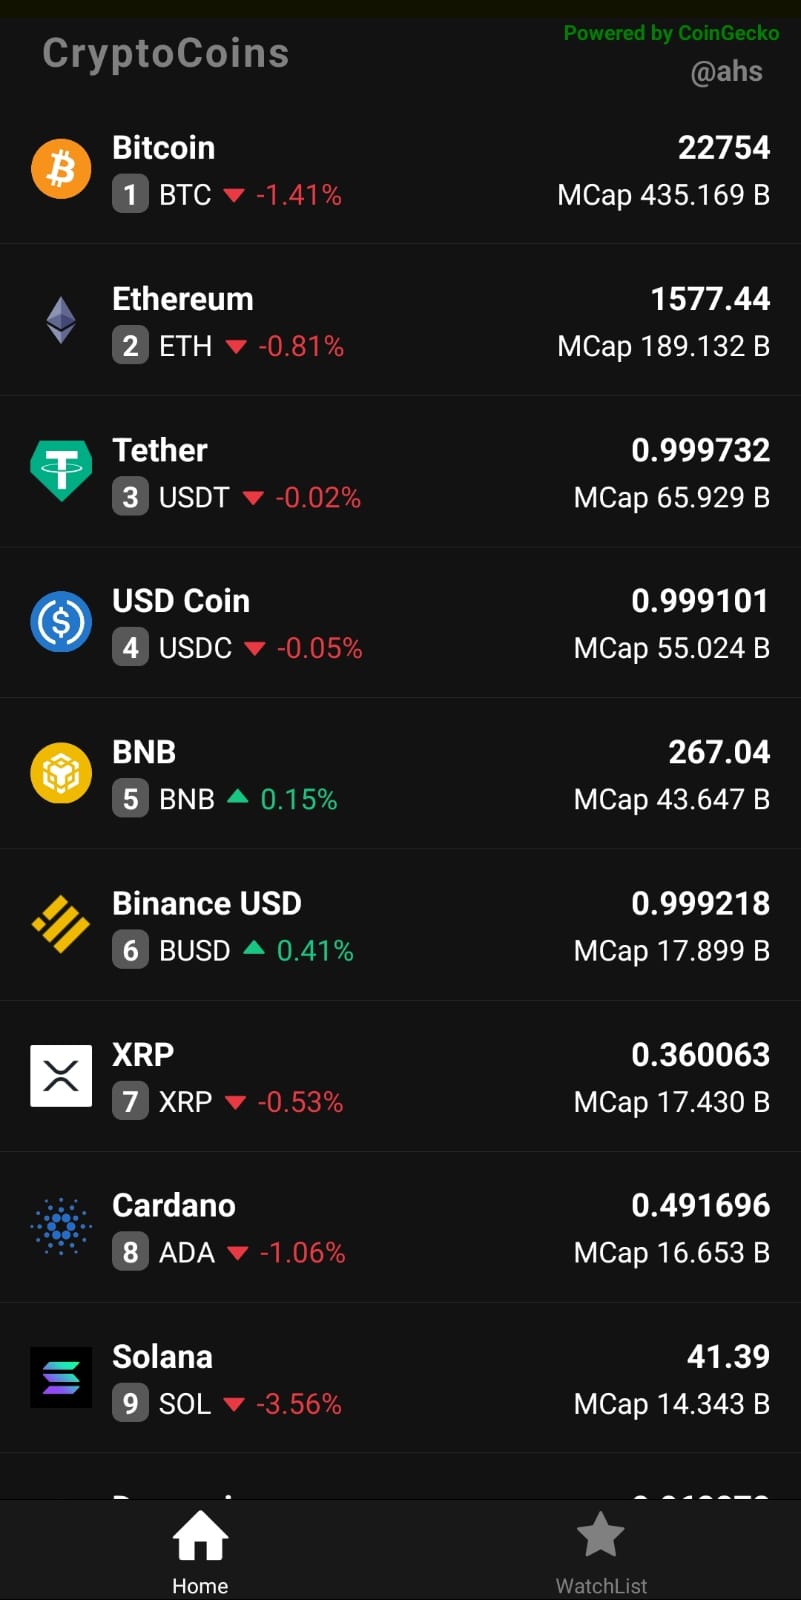 Powered by CoinGecko
CryptoCoins
@ahs
Bitcoin 22754
1 BTC -1.41% MCap 435.169 B
Ethereum 1577.44
2 ETH -0.81% MCap 189.132 B
Tether 0.999732
3 USDT -0.02% MCap 65.929 B
USD Coin 0.999101
4 USDC -0.05% MCap 55.024 B
BNB 267.04
5 BNB 0.15% MCap 43.647 B
Binance USD 0.999218
6 BUSD 0.41% MCap 17.899 B
XRP 0.360063
7 XRP -0.53% MCap 17.430 B
Cardano 0.491696
8 ADA -1.06% MCap 16.653 B
Solana 41.39
9 SOL -3.56% MCap 14.343 B
Home WatchList